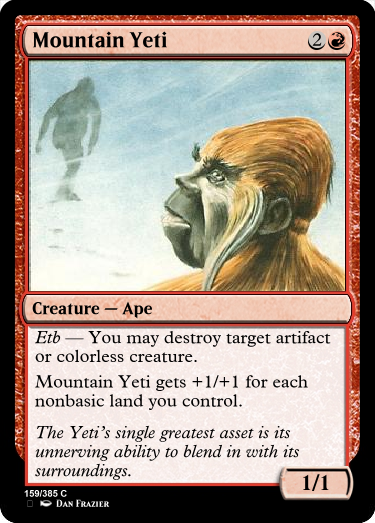 Mountain Yeti 2
Creature — Ape
Etb — You may destroy target artifact
or colorless creature.
Mountain Yeti gets +1/+1 for each
nonbasic land you control.
The Yeti's single greatest asset is its
unnerving ability to blend in with its
surroundings.
1/1
159/385 C
DAN FRAZIER